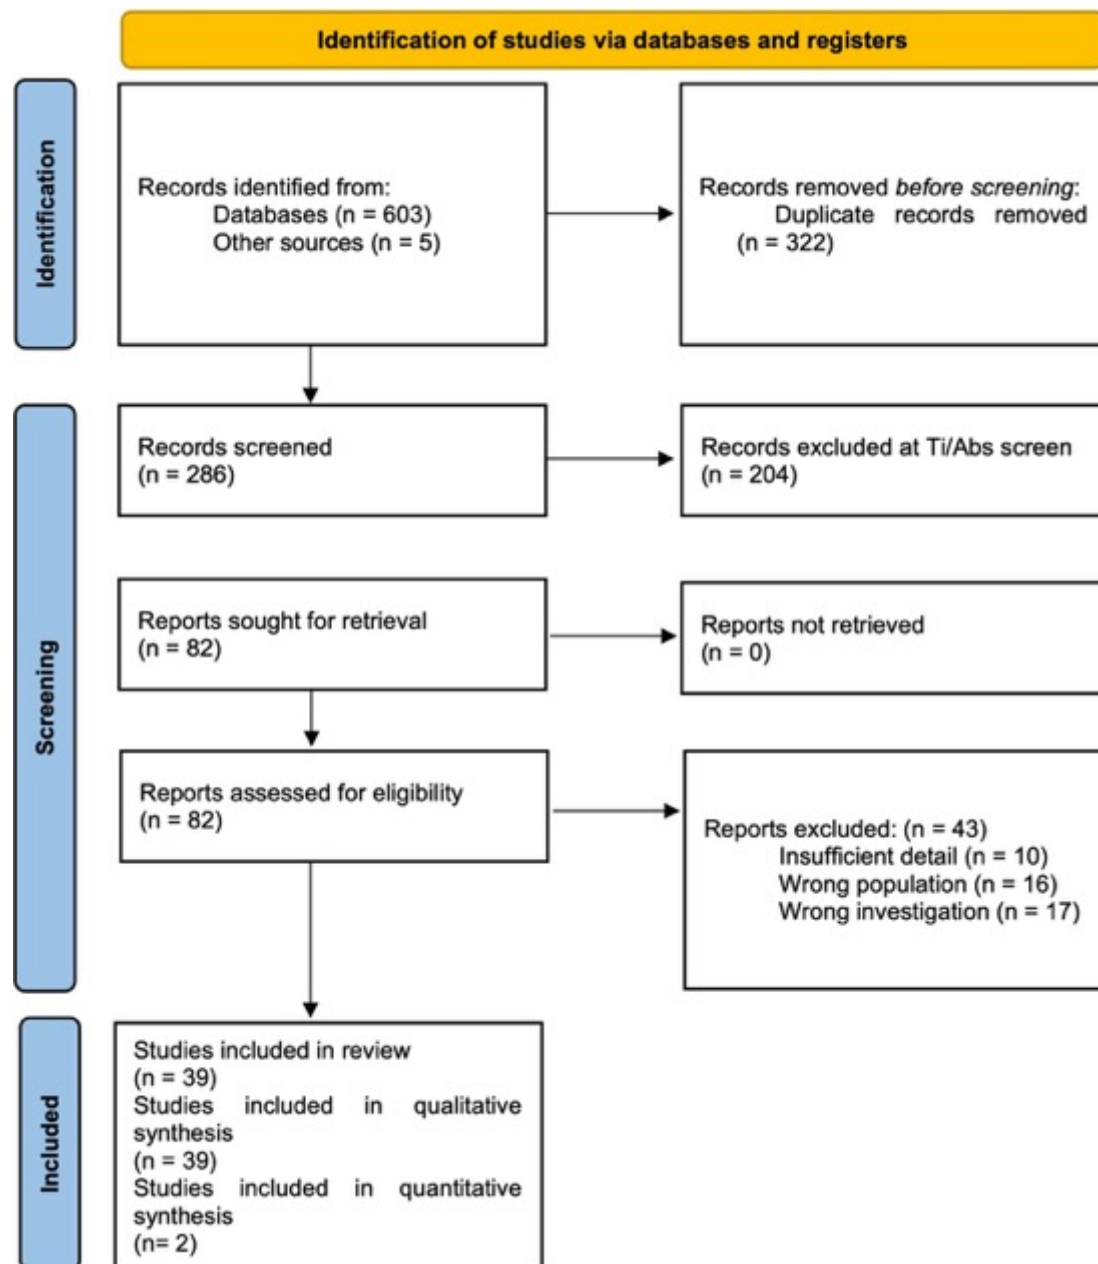 Identification of studies via databases and registers
Identification
Records identified from:
Databases (n = 603)
Other sources (n = 5)
Records removed before screening:
Duplicate records removed
(n = 322)
Screening
Records screened
(n = 286)
Records excluded at Ti/Abs screen
(n = 204)
Reports sought for retrieval
(n = 82)
Reports not retrieved
(n = 0)
Reports assessed for eligibility
(n = 82)
Reports excluded: (n = 43)
Insufficient detail (n = 10)
Wrong population (n = 16)
Wrong investigation (n = 17)
Included
Studies included in review
(n = 39)
Studies included in qualitative
synthesis
(n = 39)
Studies included in quantitative
synthesis
(n= 2)